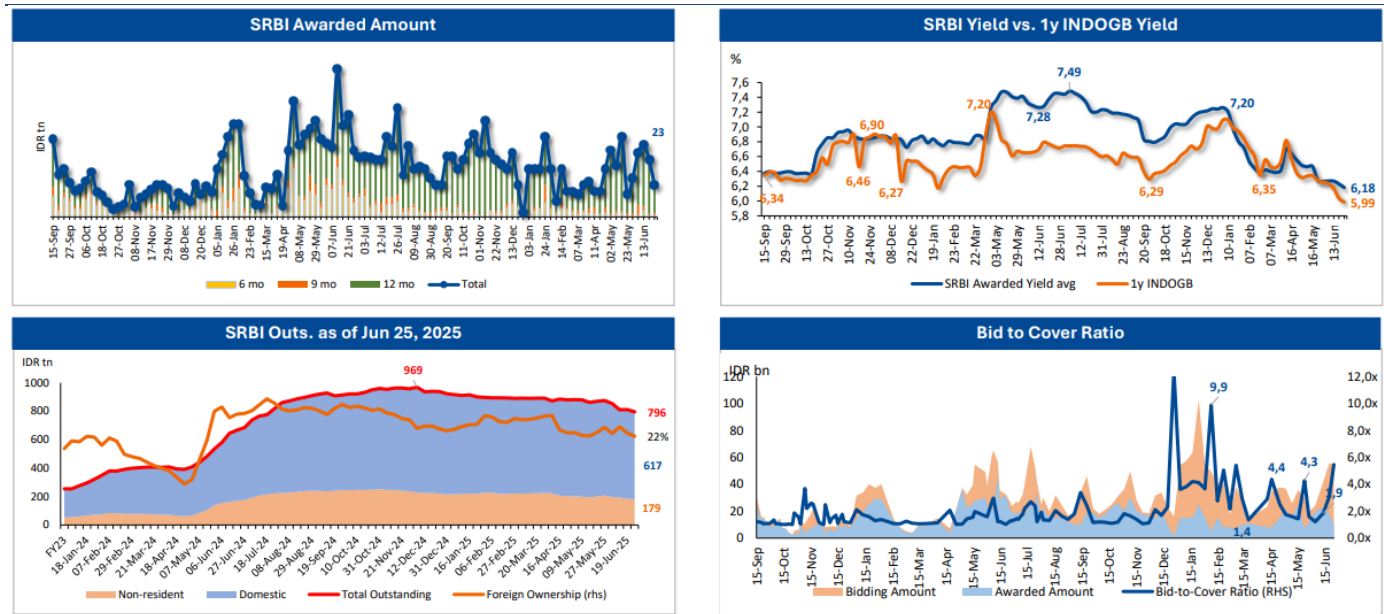 SRBI Awarded Amount
IDR tn
23
15-Sep
27-Sep
06-Oct
18-Oct
27-Oct
08-Nov
17-Nov
29-Nov
08-Dec
20-Dec
05-Jan
26-Jan
23-Feb
15-Mar
19-Apr
08-May
29-May
07-Jun
21-Jun
03-Jul
12-Jul
26-Jul
09-Aug
30-Aug
20-Sep
11-Oct
01-Nov
22-Nov
13-Dec
03-Jan
24-Jan
14-Feb
07-Mar
11-Apr
02-May
23-May
13-Jun
6 mo
9 mo
12 mo
Total
SRBI Yield vs. 1y INDOGB Yield
%
7,6
7,4
7,2
7,0
6,8
6,6
6,4
6,2
6,0
5,8
6,34
6,90
6,46
6,27
7,20
7,28
7,49
6,29
7,20
6,35
6,18
5,99
15-Sep
29-Sep
13-Oct
27-Oct
10-Nov
24-Nov
08-Dec
22-Dec
19-Jan
23-Feb
22-Mar
03-May
29-May
12-Jun
28-Jun
12-Jul
26-Jul
23-Aug
20-Sep
18-Oct
15-Nov
13-Dec
10-Jan
07-Feb
07-Mar
16-Apr
16-May
13-Jun
SRBI Awarded Yield avg
1y INDOGB
SRBI Outs. as of Jun 25, 2025
IDR tn
1000
800
600
400
200
0
969
796
22%
617
179
FY23
18-Jan-24
07-Feb-24
29-Feb-24
21-Mar-24
18-Apr-24
07-May-24
06-Jun-24
27-Jun-24
18-Jul-24
08-Aug-24
29-Aug-24
19-Sep-24
10-Oct-24
31-Oct-24
21-Nov-24
12-Dec-24
31-Dec-24
16-Jan-25
06-Feb-25
27-Feb-25
20-Mar-25
16-Apr-25
09-May-25
27-May-25
19-Jun-25
Non-resident
Domestic
Total Outstanding
Foreign Ownership (rhs)
Bid to Cover Ratio
IDR bn
120
100
80
60
40
20
0
12,0x
10,0x
8,0x
6,0x
4,0x
2,0x
0,0x
9,9
4,4
4,3
1,4
1,9
15-Sep
15-Oct
15-Nov
15-Dec
15-Jan
15-Feb
15-Mar
15-Apr
15-May
15-Jun
15-Jul
15-Aug
15-Sep
15-Oct
15-Nov
15-Dec
15-Jan
15-Feb
15-Mar
15-Apr
15-May
15-Jun
Bidding Amount
Awarded Amount
Bid-to-Cover Ratio (RHS)